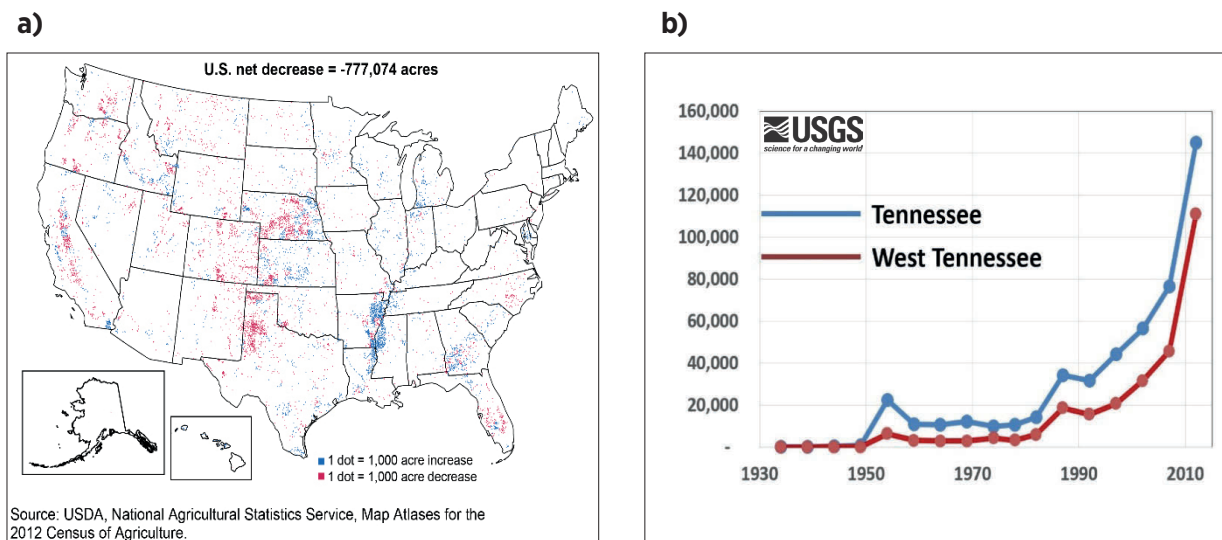 a)
U.S. net decrease = -777,074 acres
1 dot = 1,000 acre increase
1 dot = 1,000 acre decrease
Source: USDA, National Agricultural Statistics Service, Map Atlases for the
2012 Census of Agriculture.
b)
160,000
140,000
120,000
100,000
80,000
60,000
40,000
20,000
-
USGS
science for a changing world
Tennessee
West Tennessee
1930 1950 1970 1990 2010